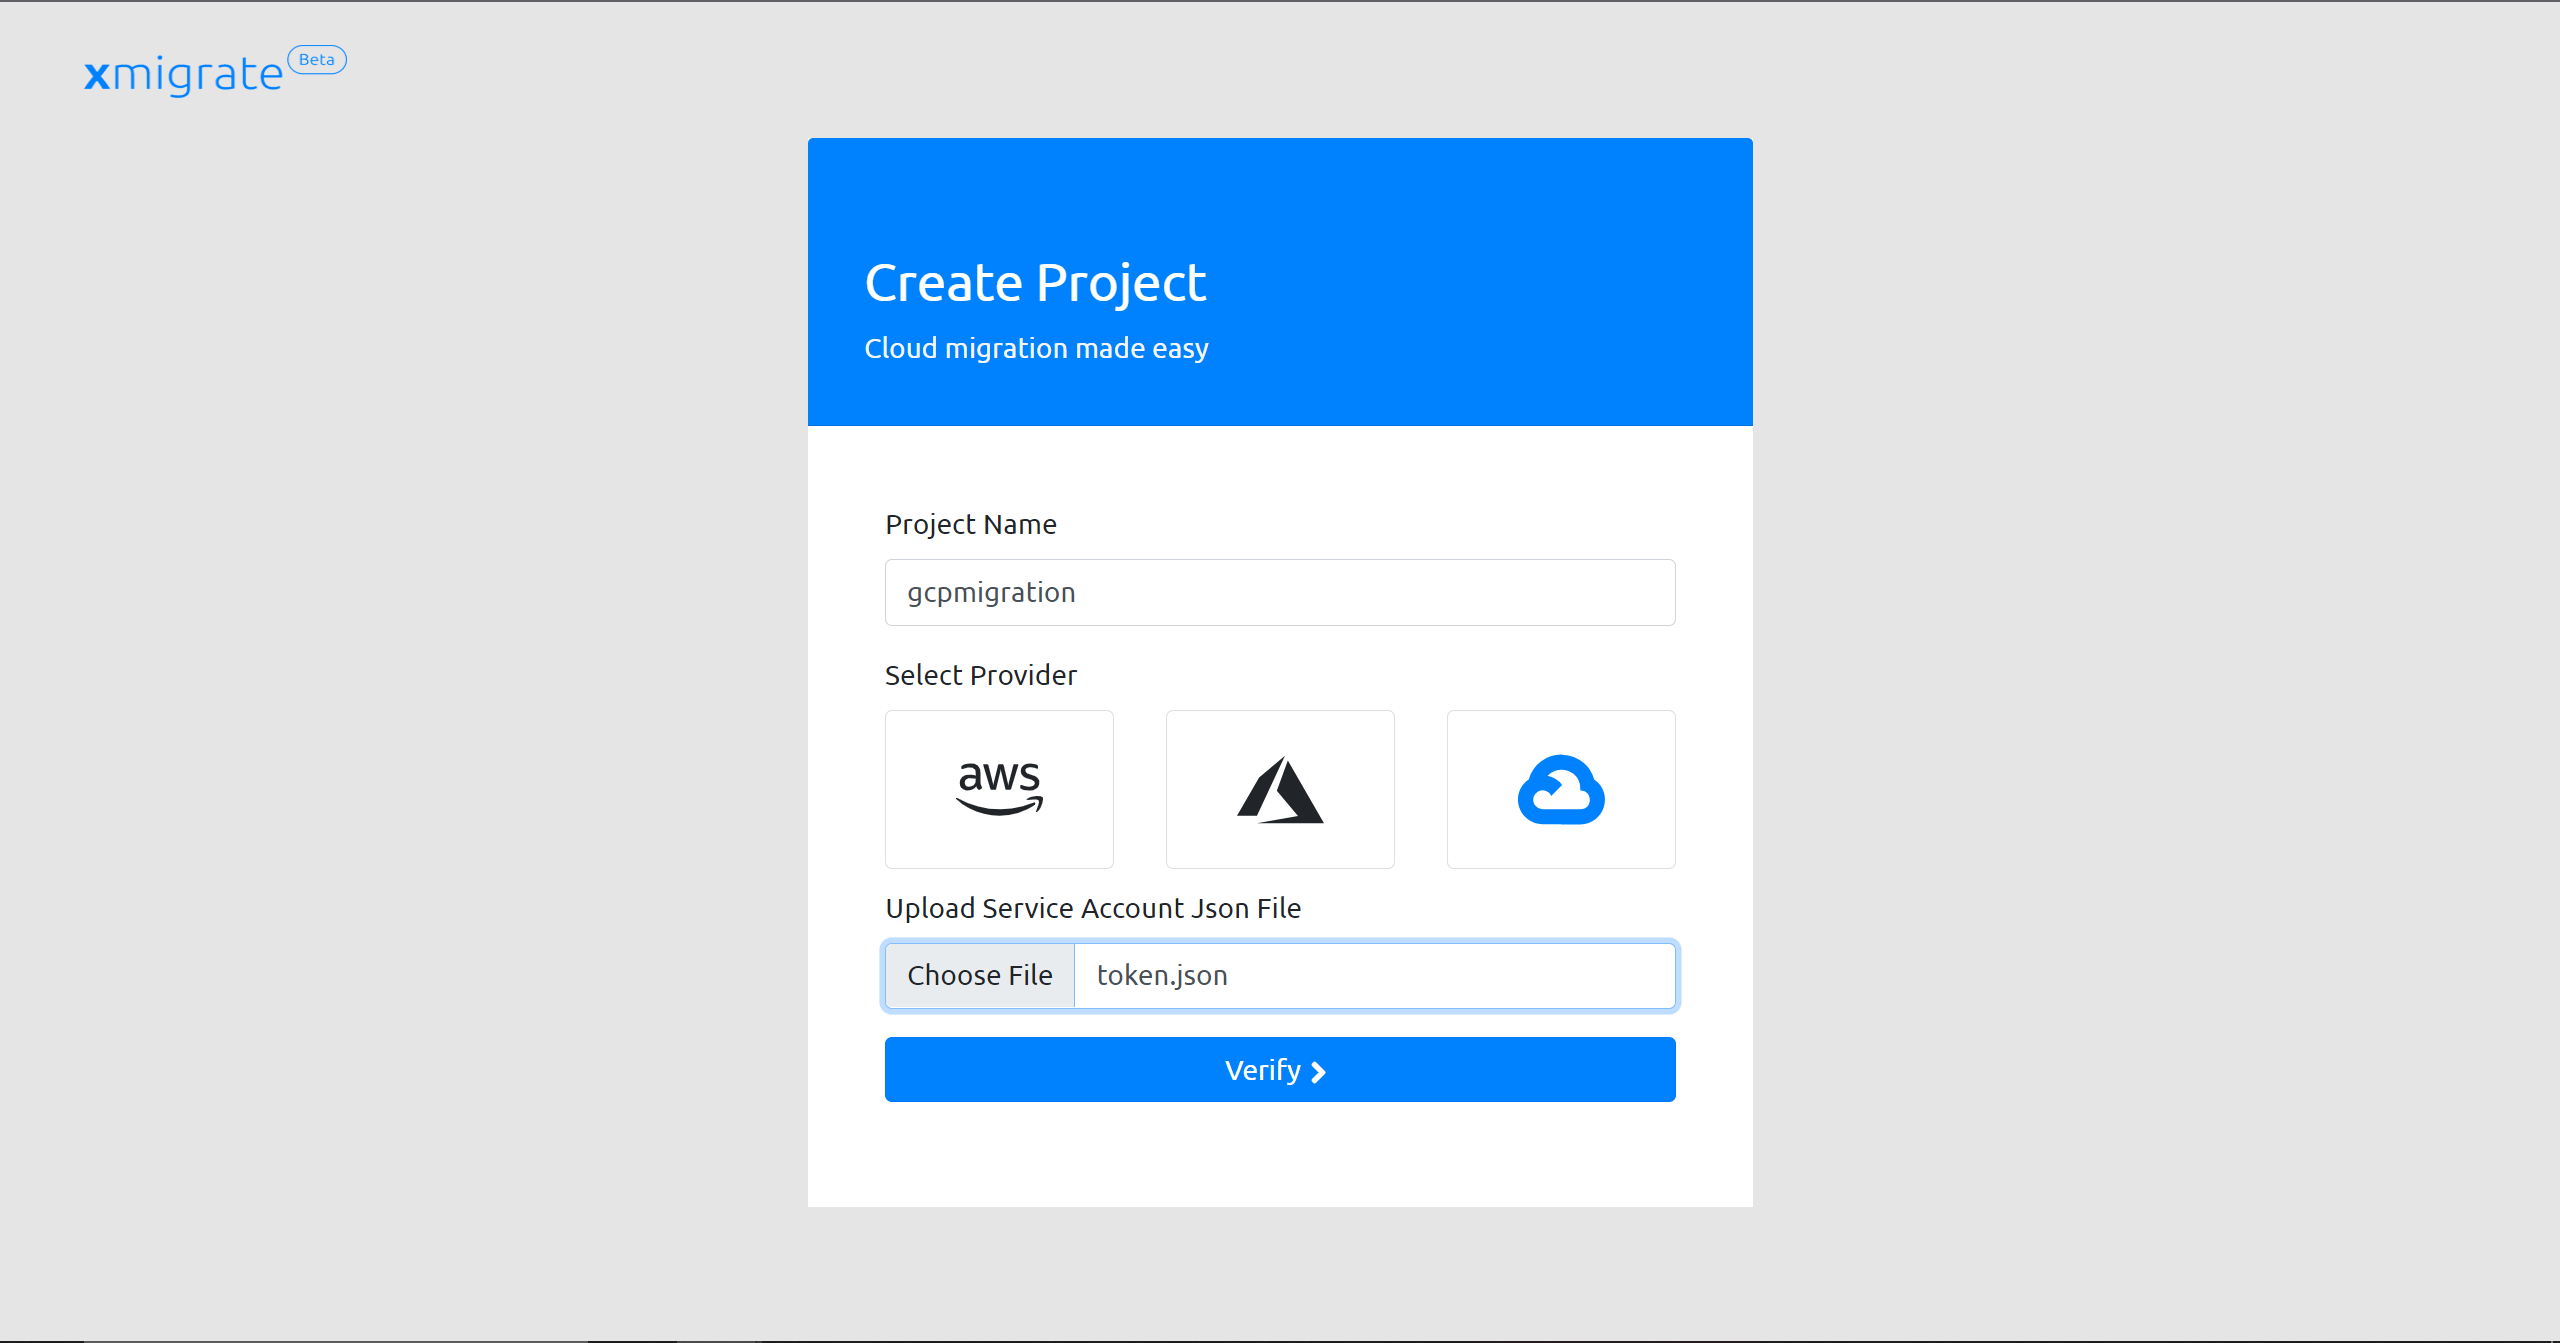 xmigrate Beta
Create Project
Cloud migration made easy
Project Name
gcpmigration
Select Provider
aws
Upload Service Account Json File
Choose File token.json
Verify